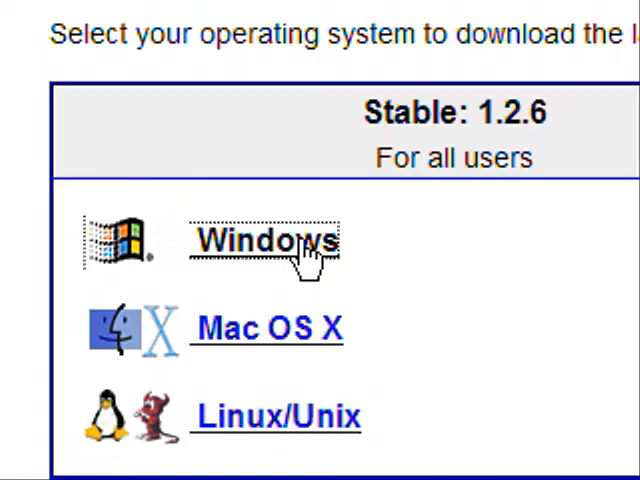 Select your operating system to download the
Stable: 1.2.6
For all users
Windows
Mac OS X
X
Linux/Unix